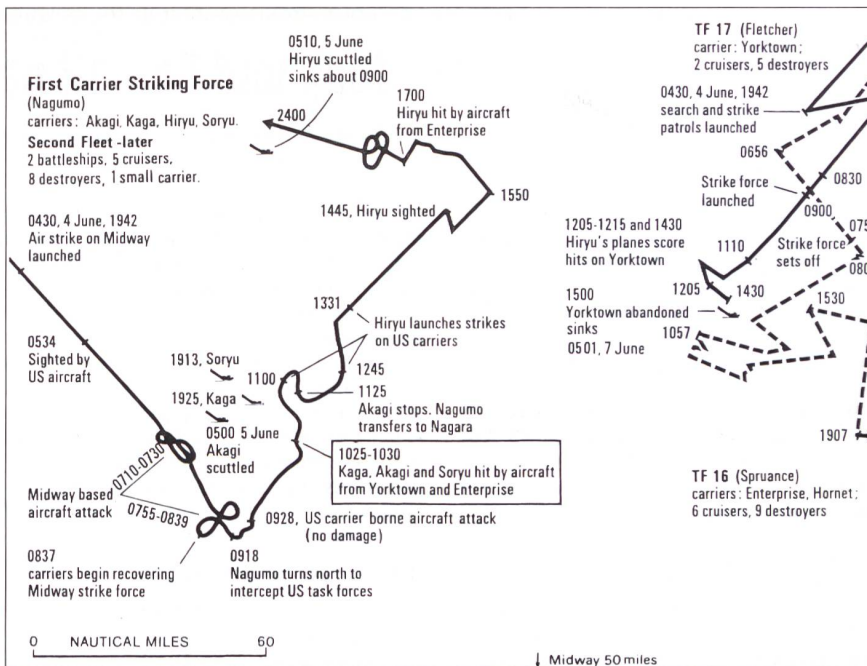 First Carrier Striking Force
(Nagumo)
carriers: Akagi, Kaga, Hiryu, Soryu.
Second Fleet -later
2 battleships, 5 cruisers,
8 destroyers, 1 small carrier.
0430, 4 June, 1942
Air strike on Midway
launched
0534
Sighted by
US aircraft
0710-0730
Midway based
aircraft attack
0755-0839
0837
carriers begin recovering
Midway strike force
0918
Nagumo turns north to
intercept US task forces
0928, US carrier borne aircraft attack
(no damage)
1025-1030
Kaga, Akagi and Soryu hit by aircraft
from Yorktown and Enterprise
1913, Soryu
1925, Kaga
0500 5 June
Akagi
scuttled
1100
1125
Akagi stops. Nagumo
transfers to Nagara
1245
Hiryu launches strikes
on US carriers
1331
1445, Hiryu sighted
1550
1700
Hiryu hit by aircraft
from Enterprise
2400
0510, 5 June
Hiryu scuttled
sinks about 0900
TF 17 (Fletcher)
carrier: Yorktown;
2 cruisers, 5 destroyers
0430, 4 June, 1942
search and strike
patrols launched
0656
0830
Strike force
launched
0900
075
Strike force
sets off
080
1205-1215 and 1430
Hiryu's planes score
hits on Yorktown
1110
1205
1430
1500
Yorktown abandoned
sinks
0501, 7 June
1057
1530
1907
TF 16 (Spruance)
carriers: Enterprise, Hornet;
6 cruisers, 9 destroyers
0 NAUTICAL MILES 60
Midway 50 miles